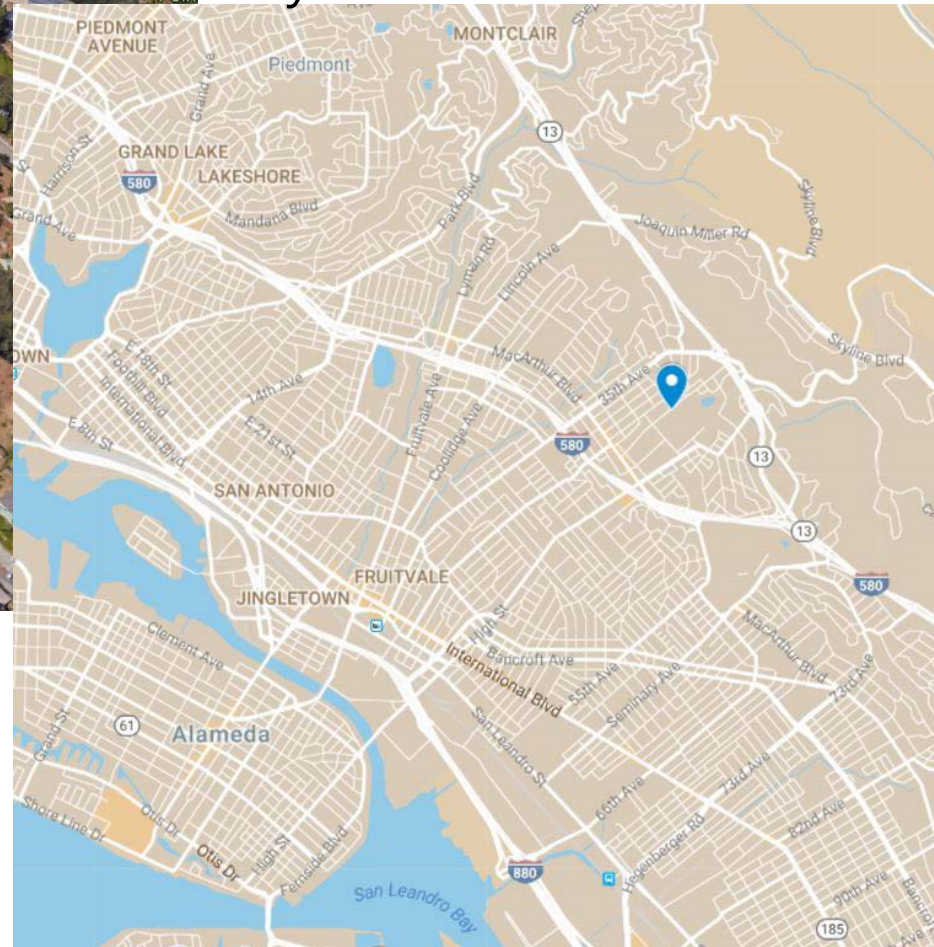 PIEDMONT
AVENUE
MONTCLAIR
Piedmont
Grand Ave
13
Harrison St
GRAND LAKE
580
LAKESHORE
Mandana Blvd
Park Blvd
Skyline Blvd
Grand Ave
Lyman Rd
Lincoln Ave
Joaquin Miller Rd
Skyline Blvd
OWN
E 18th St
Foothill Blvd
International Blvd
14th Ave
MacArthur Blvd
35th Ave
E 8th St
E 21st St
Fruitvale Ave
Coolidge Ave
580
13
SAN ANTONIO
13
FRUITVALE
580
JINGLETOWN
High St
Clement Ave
Bancroft Ave
International Blvd
55th Ave
Seminary Ave
MacArthur Blvd
73rd Ave
61
Grand St
Alameda
San Leandro St
66th Ave
73rd Ave
Shore Line Dr
Otis Dr
Otis Dr
High St
Fernside Blvd
82nd Ave
880
Hegenberger Rd
San Leandro Bay
90th Ave
185